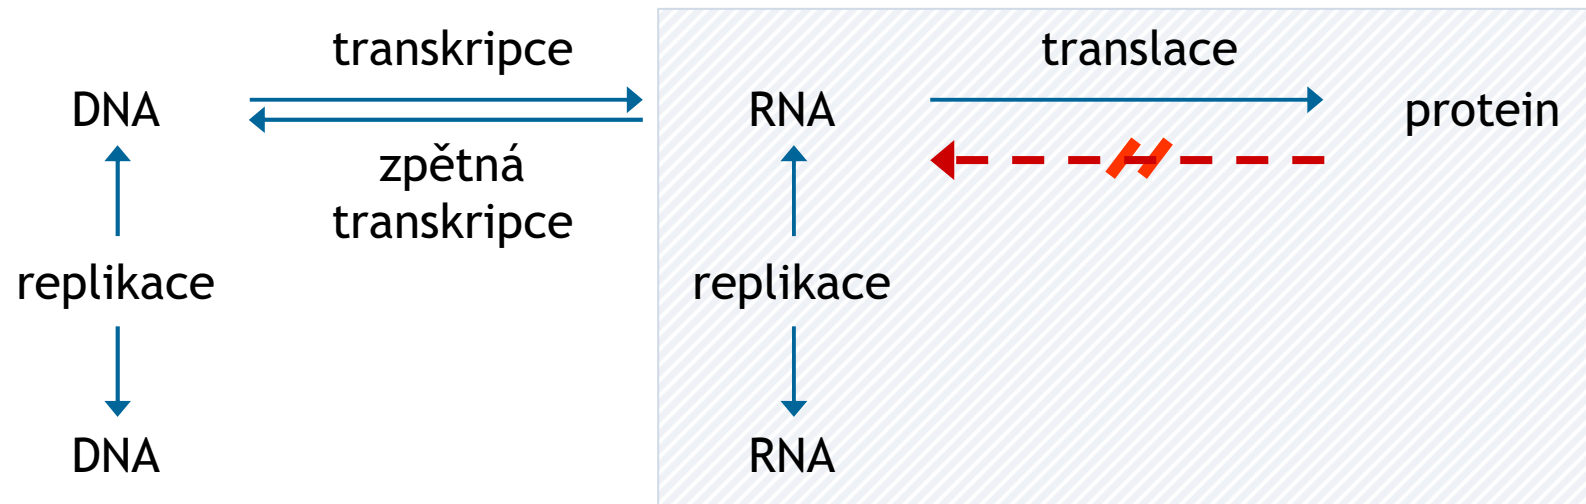 transkripce
translace
DNA
RNA
protein
zpětná
transkripce
replikace
replikace
DNA
RNA